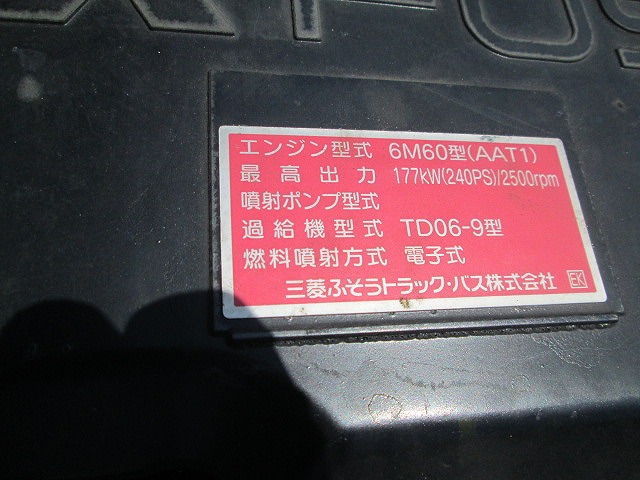 エンジン型式 6M60型(AAT1)
最高出力 177kW(240PS)/2500rpm
噴射ポンプ型式
過給機型式 TD06-9型
燃料噴射方式 電子式
三菱ふそうトラック・バス株式会社 EK